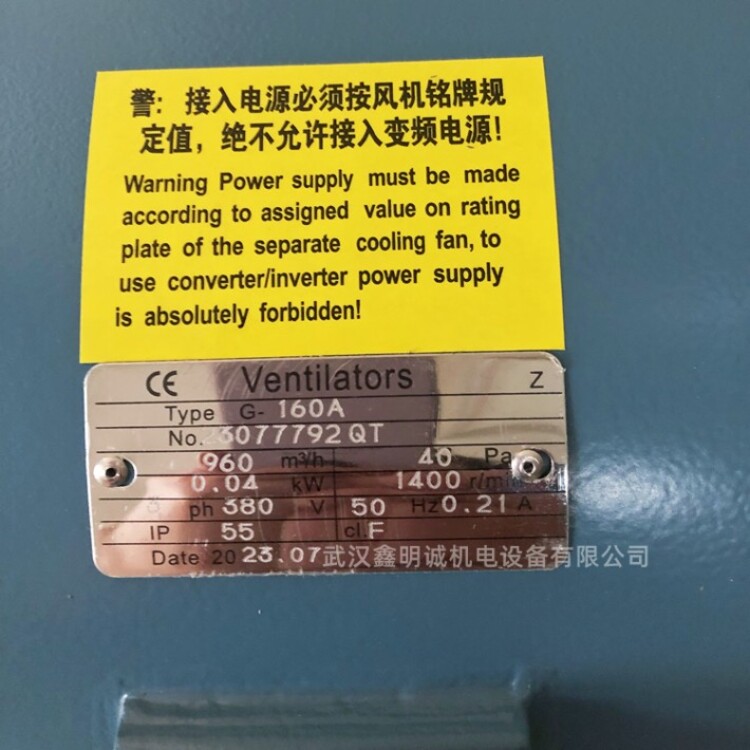 警：接入电源必须按风机铭牌规
定值，绝不允许接入变频电源！
Warning Power supply must be made
according to assigned value on rating
plate of the separate cooling fan, to
use converter/inverter power supply
is absolutely forbidden!
CE Ventilators Z
Type G- 160A
No. 23077792QT
960 m³/h 40 Pa
0.04 kW 1400 r/min
3 ph 380 V 50 Hz 0.21 A
IP 55 cl. F
Date 20 23.07
武汉鑫明诚机电设备有限公司